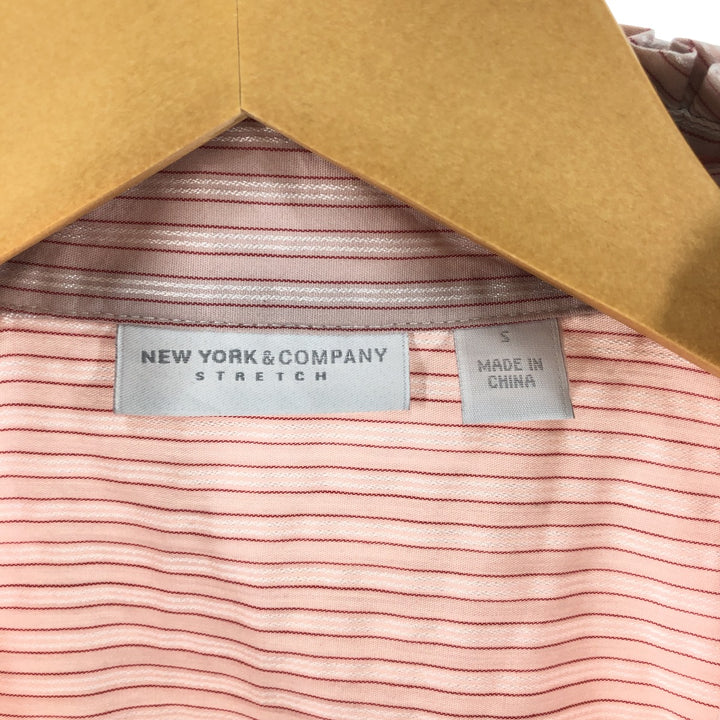 NEW YORK & COMPANY
STRETCH
S
MADE IN
CHINA